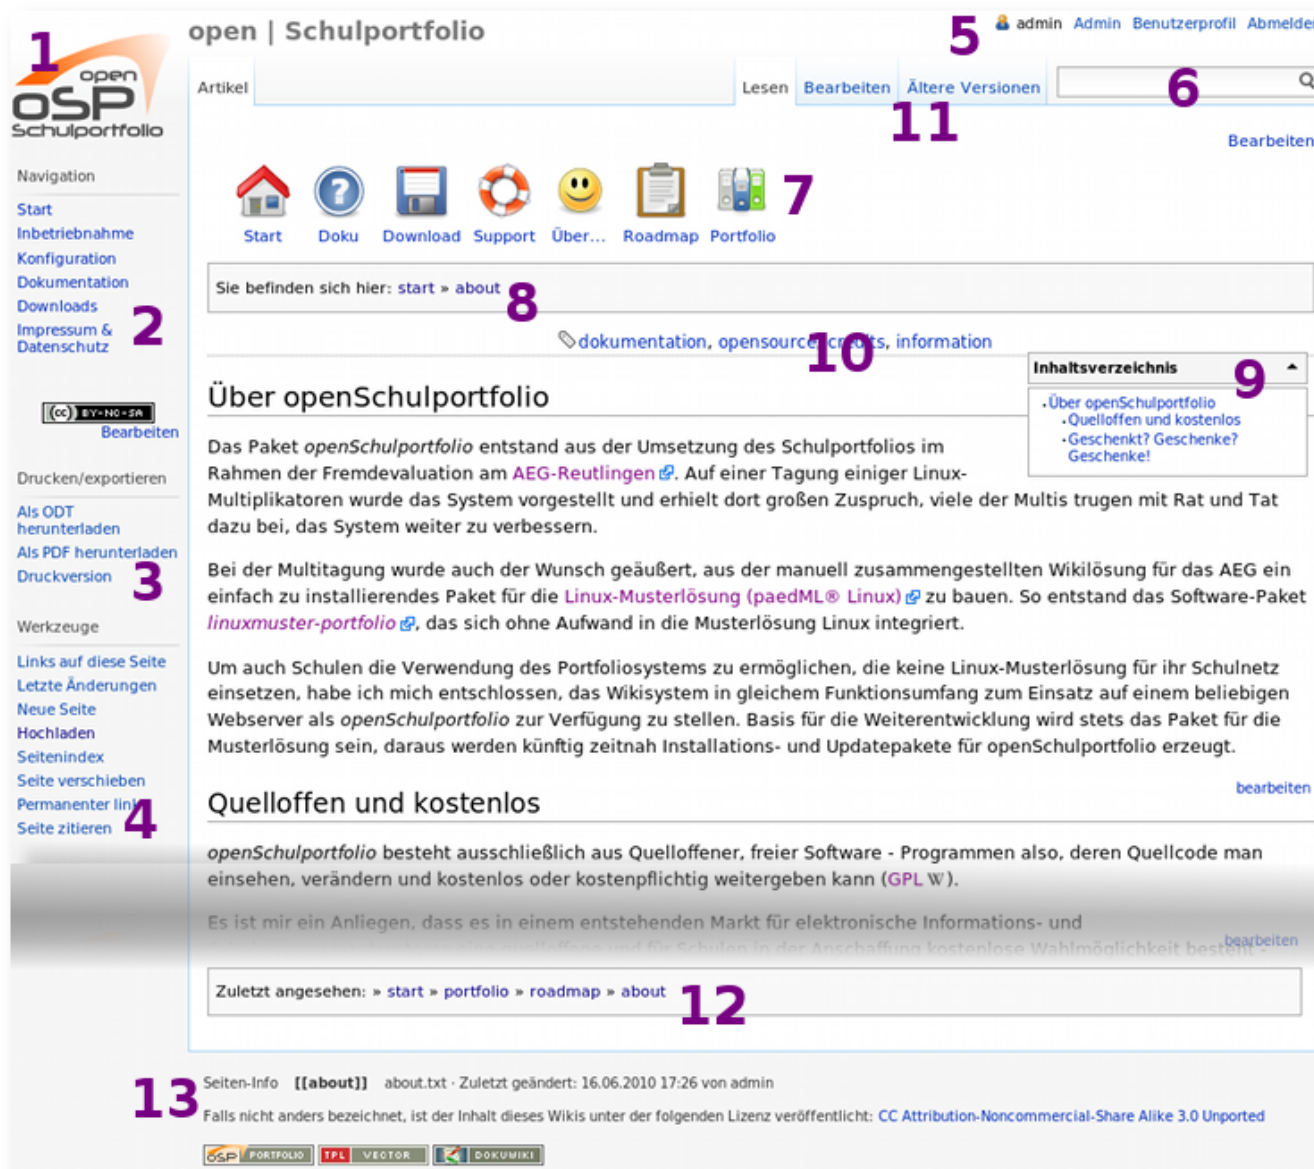 open | Schulportfolio
admin Admin Benutzerprofil Abmelden
1
5
open
oSP
Schulportfolio
Artikel
Lesen Bearbeiten Ältere Versionen
6
11
Bearbeiten
Navigation
Start
Inbetriebnahme
Konfiguration
Dokumentation
Downloads
Impressum &
Datenschutz
2
BY-NC-SA
Bearbeiten
Drucken/exportieren
Als ODT
herunterladen
Als PDF herunterladen
Druckversion
3
Werkzeuge
Links auf diese Seite
Letzte Änderungen
Neue Seite
Hochladen
Seitenindex
Seite verschieben
Permanenter link
Seite zitieren
4
Start Doku Download Support Über... Roadmap Portfolio
7
Sie befinden sich hier: start » about
8
dokumentation, opensource, credits, information
10
Inhaltsverzeichnis
9
Über openSchulportfolio
Quelloffen und kostenlos
Geschenkt? Geschenke?
Geschenke!
Über openSchulportfolio
Das Paket openSchulportfolio entstand aus der Umsetzung des Schulportfolios im
Rahmen der Fremdevaluation am AEG-Reutlingen. Auf einer Tagung einiger Linux-
Multiplikatoren wurde das System vorgestellt und erhielt dort großen Zuspruch, viele der Multis trugen mit Rat und Tat
dazu bei, das System weiter zu verbessern.
Bei der Multitagung wurde auch der Wunsch geäußert, aus der manuell zusammengestellten Wikilösung für das AEG ein
einfach zu installierendes Paket für die Linux-Musterlösung (paedML® Linux) zu bauen. So entstand das Software-Paket
linuxmuster-portfolio, das sich ohne Aufwand in die Musterlösung Linux integriert.
Um auch Schulen die Verwendung des Portfoliosystems zu ermöglichen, die keine Linux-Musterlösung für ihr Schulnetz
einsetzen, habe ich mich entschlossen, das Wikisystem in gleichem Funktionsumfang zum Einsatz auf einem beliebigen
Webserver als openSchulportfolio zur Verfügung zu stellen. Basis für die Weiterentwicklung wird stets das Paket für die
Musterlösung sein, daraus werden künftig zeitnah Installations- und Updatepakete für openSchulportfolio erzeugt.
bearbeiten
Quelloffen und kostenlos
openSchulportfolio besteht ausschließlich aus Quelloffener, freier Software - Programmen also, deren Quellcode man
einsehen, verändern und kostenlos oder kostenpflichtig weitergeben kann (GPL W).
Es ist mir ein Anliegen, dass es in einem entstehenden Markt für elektronische Informations- und
eine quelloffene und für Schulen in der Anschaffung kostenlose Wahlmöglichkeit besteht -
bearbeiten
Zuletzt angesehen: » start » portfolio » roadmap » about
12
13
Seiten-Info [[about]] about.txt · Zuletzt geändert: 16.06.2010 17:26 von admin
Falls nicht anders bezeichnet, ist der Inhalt dieses Wikis unter der folgenden Lizenz veröffentlicht: CC Attribution-Noncommercial-Share Alike 3.0 Unported
oSP PORTFOLIO TPL VECTOR DOKUWIKI